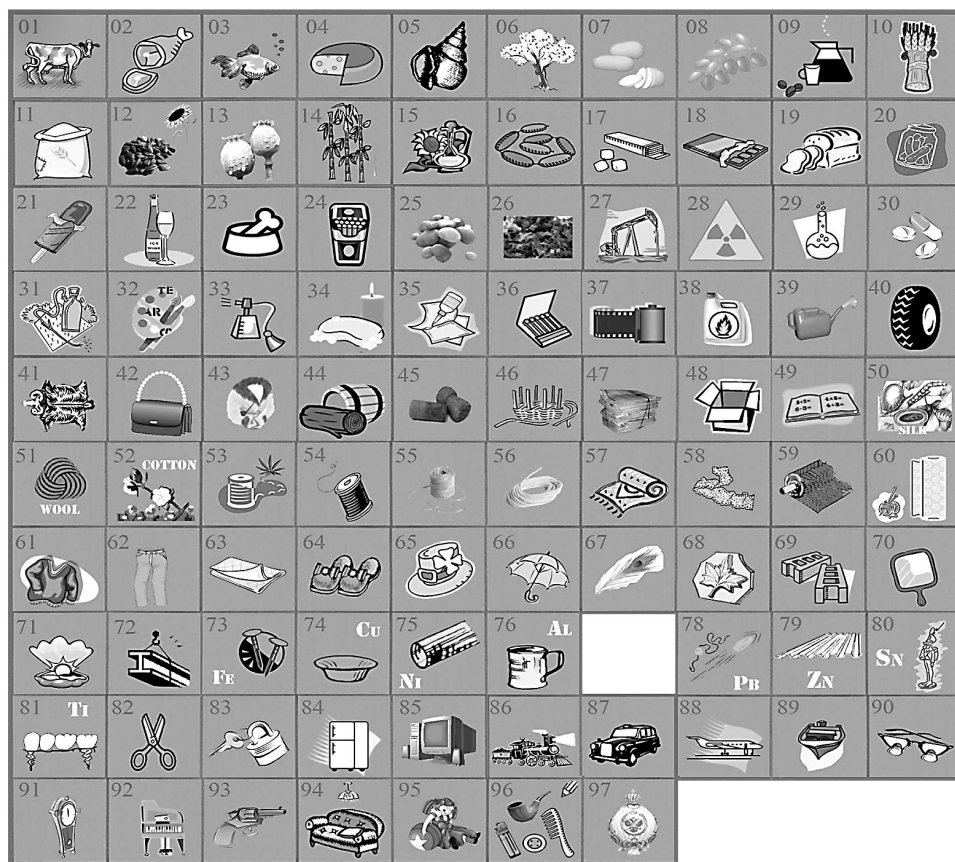 01 02 03 04 05 06 07 08 09 10
11 12 13 14 15 16 17 18 19 20
21 22 23 24 25 26 27 28 29 30
ICE
WINE
31 32 33 34 35 36 37 38 39 40
TE
AR
41 42 43 44 45 46 47 48 49 50
SILK
51 52 53 54 55 56 57 58 59 60
COTTON
WOOL
61 62 63 64 65 66 67 68 69 70
71 72 73 74 75 76 78 79 80
CU AL
FE NI PB ZN SN
81 82 83 84 85 86 87 88 89 90
TI
91 92 93 94 95 96 97